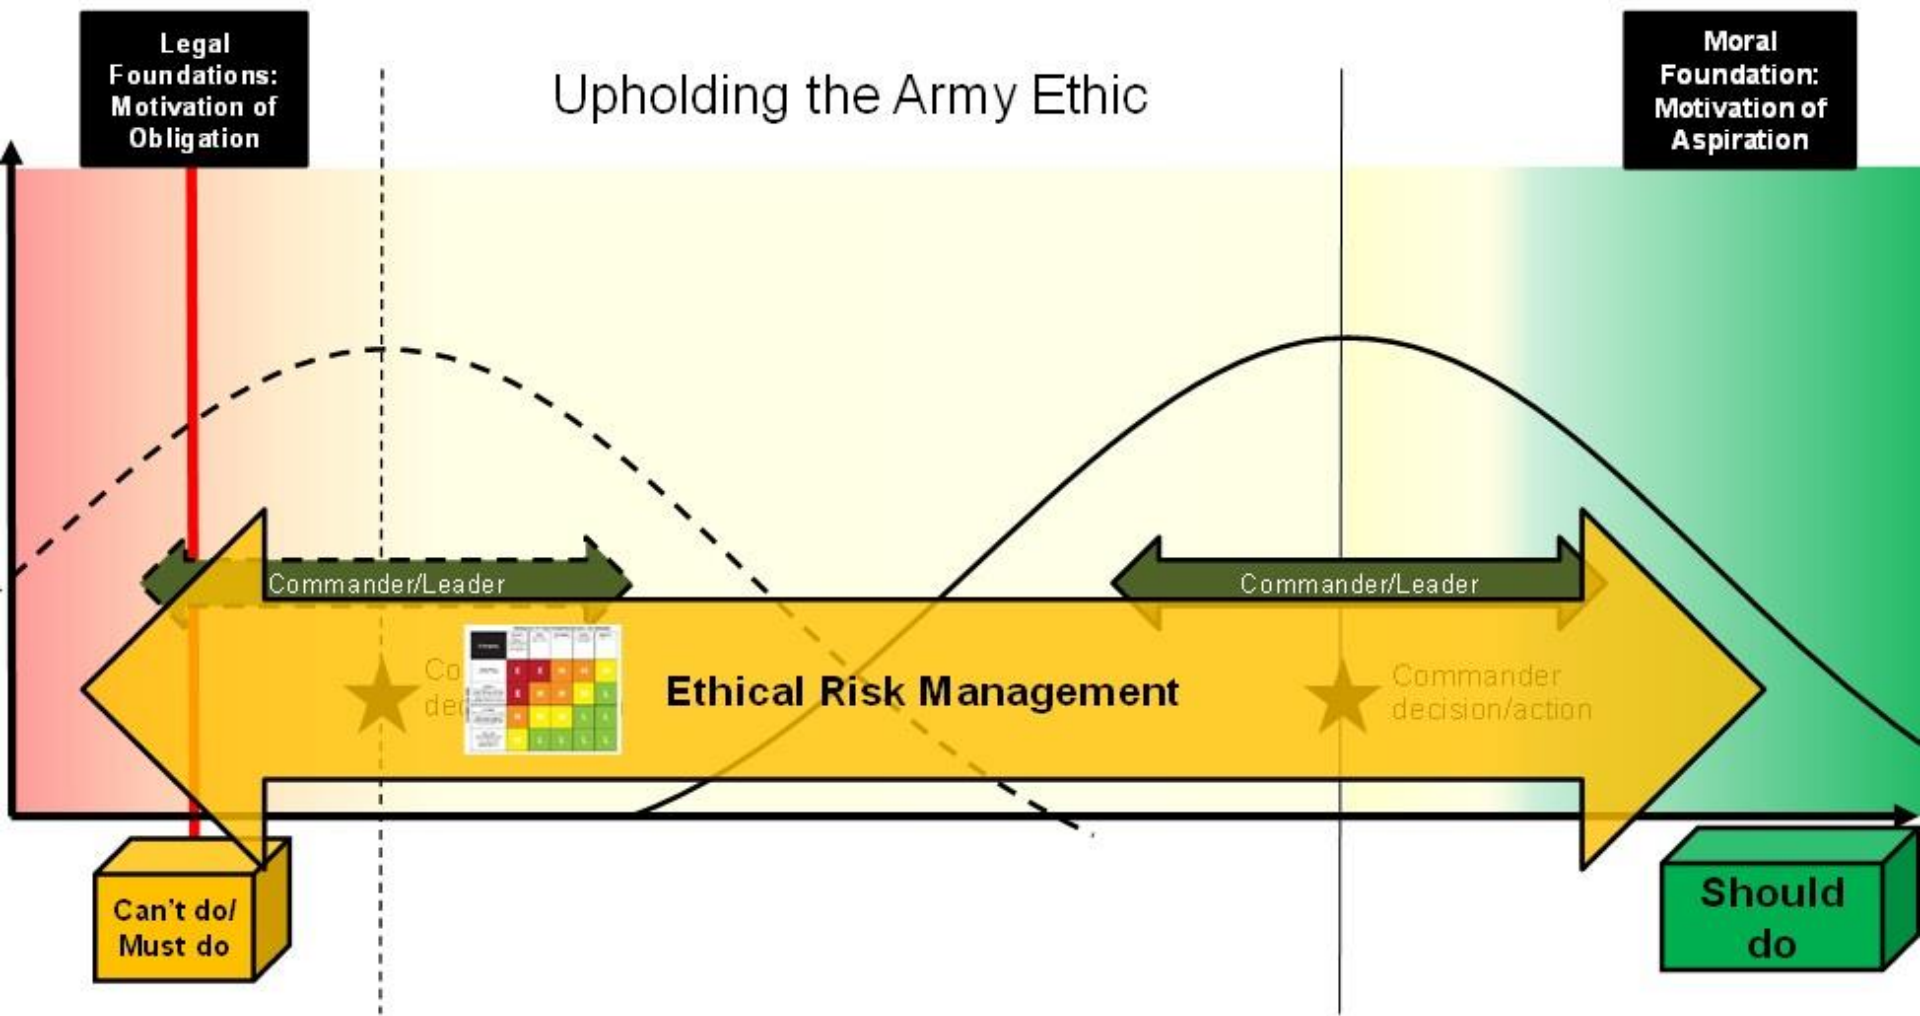 Legal
Foundations:
Motivation of
Obligation
Upholding the Army Ethic
Moral
Foundation:
Motivation of
Aspiration
Commander/Leader
Commander/Leader
Ethical Risk Management
Commander
decision/action
Can't do/
Must do
Should
do